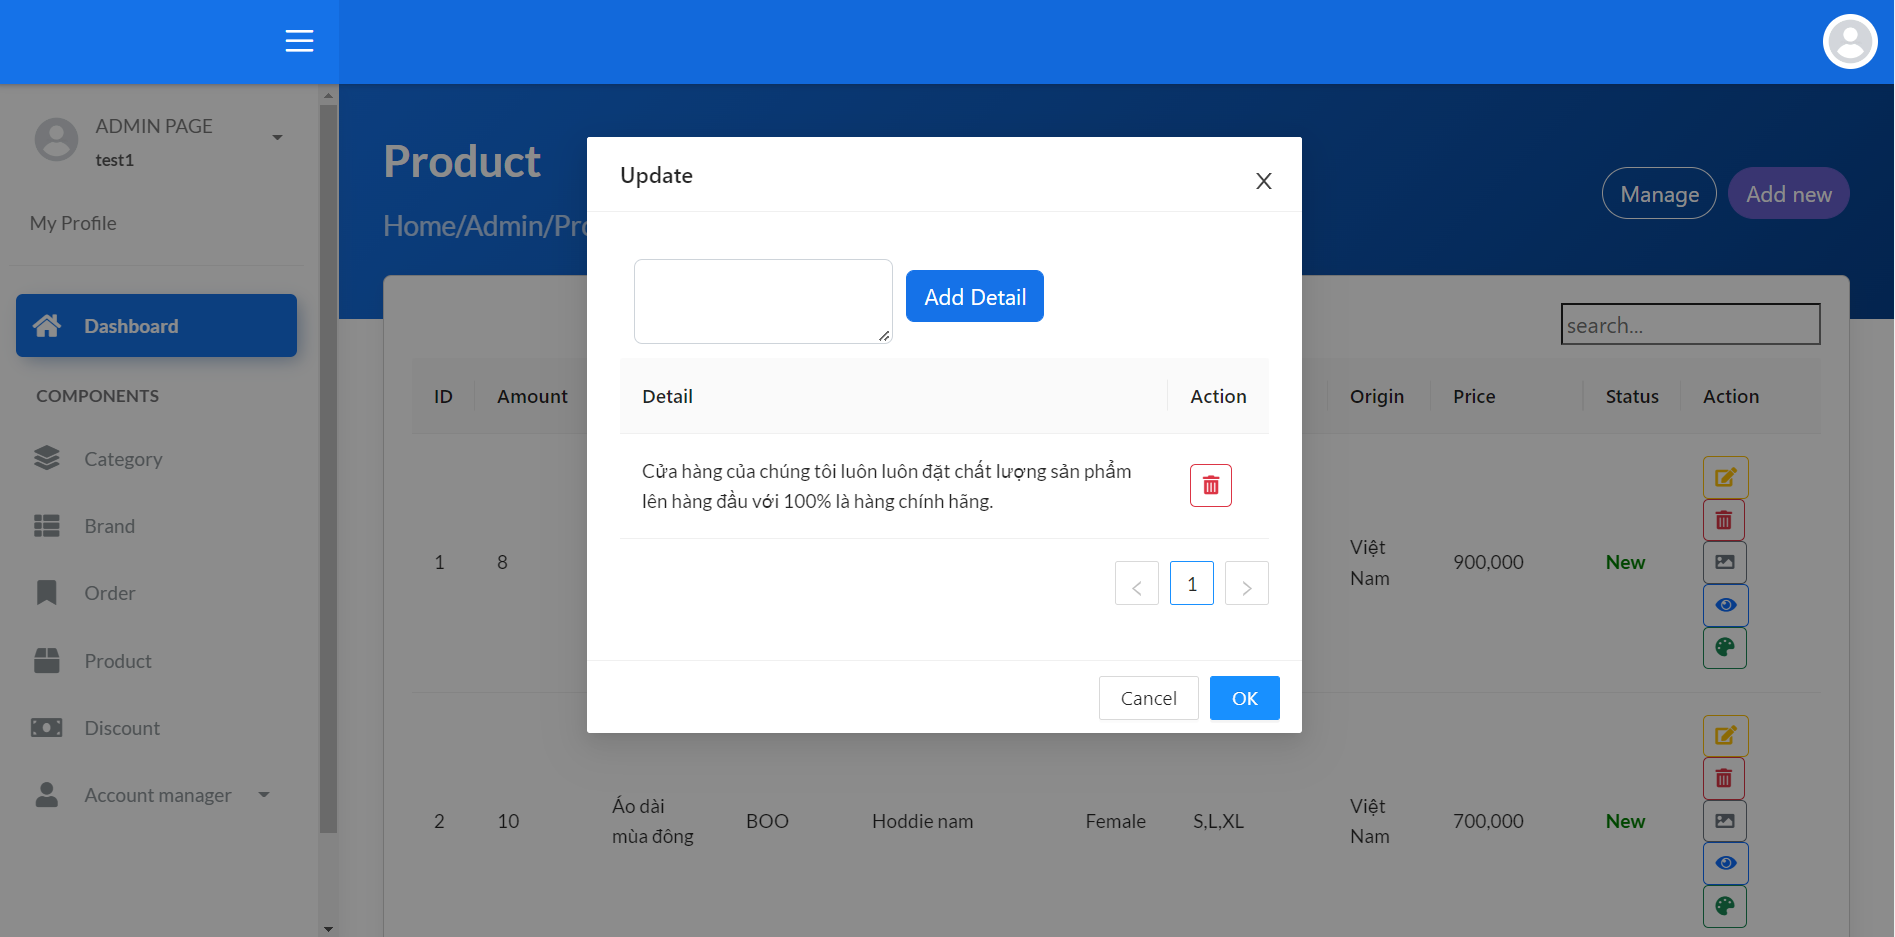 ADMIN PAGE
test1
My Profile
Dashboard
COMPONENTS
Category
Brand
Order
Product
Discount
Account manager
Product
Home/Admin/Pro
Manage
Add new
search...
Update
X
Add Detail
Detail Action
Cửa hàng của chúng tôi luôn luôn đặt chất lượng sản phẩm
lên hàng đầu với 100% là hàng chính hãng.
< 1 >
Cancel OK
ID Amount Origin Price Status Action
1 8 Việt Nam 900,000 New
2 10 Áo dài mùa đông BOO Hoddie nam Female S,L,XL Việt Nam 700,000 New